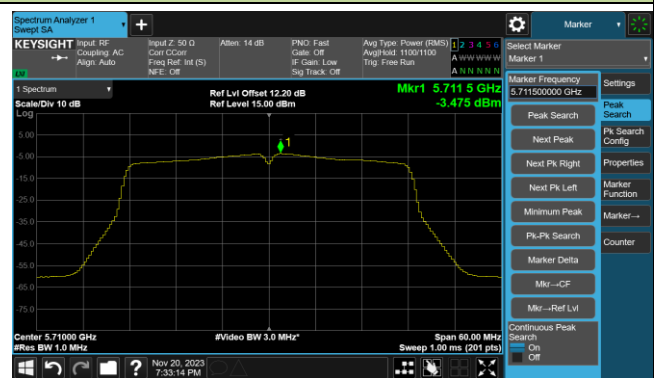 Spectrum Analyzer 1
Swept SA
+
Marker
KEYSIGHT
Input: RF
Coupling: AC
Align: Auto
Input Z: 50 Ω
Corr CCorr
Freq Ref: Int (S)
NFE: Off
Atten: 14 dB
PNO: Fast
Gate: Off
IF Gain: Low
Sig Track: Off
Avg Type: Power (RMS)
Avg|Hold: 1100/1100
Trig: Free Run
1 2 3 4 5 6
A W W W W W
A N N N N N
LXI
Select Marker
Marker 1
1 Spectrum
Scale/Div 10 dB
Log
Ref Lvl Offset 12.20 dB
Ref Level 15.00 dBm
Mkr1 5.711 5 GHz
-3.475 dBm
5.00
-5.00
-15.0
-25.0
-35.0
-45.0
-55.0
-65.0
-75.0
1
Center 5.71000 GHz
#Res BW 1.0 MHz
#Video BW 3.0 MHz*
Span 60.00 MHz
Sweep 1.00 ms (201 pts)
Marker Frequency
5.711500000 GHz
Peak Search
Next Peak
Next Pk Right
Next Pk Left
Minimum Peak
Pk-Pk Search
Marker Delta
Mkr→CF
Mkr→Ref Lvl
Continuous Peak
Search
On
Off
Settings
Peak
Search
Pk Search
Config
Properties
Marker
Function
Marker→
Counter
?
Nov 20, 2023
7:33:14 PM